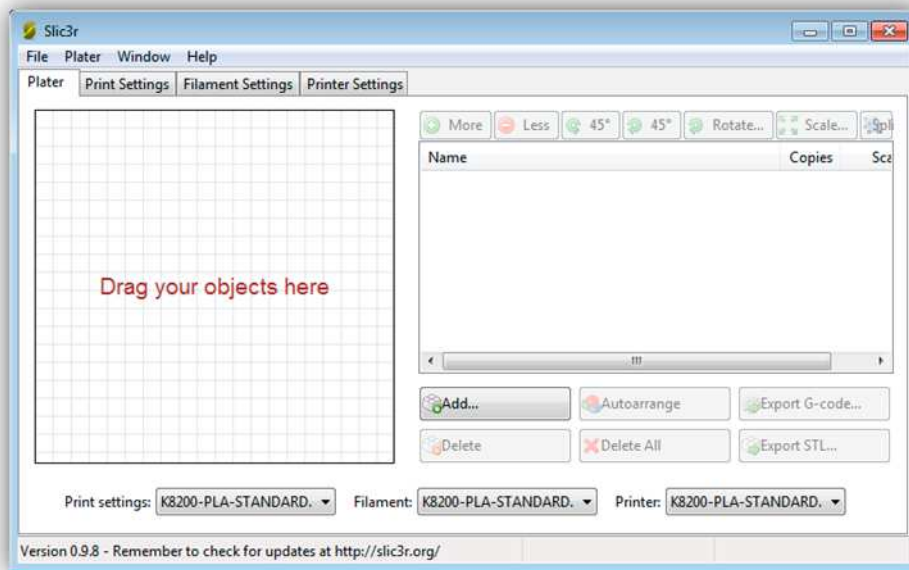 Slic3r
File Plater Window Help
Plater Print Settings Filament Settings Printer Settings
More Less 45° 45° Rotate... Scale... Spli
Name Copies Sca
Drag your objects here
Add... Autoarrange Export G-code...
Delete Delete All Export STL...
Print settings: K8200-PLA-STANDARD. Filament: K8200-PLA-STANDARD. Printer: K8200-PLA-STANDARD.
Version 0.9.8 - Remember to check for updates at http://slic3r.org/